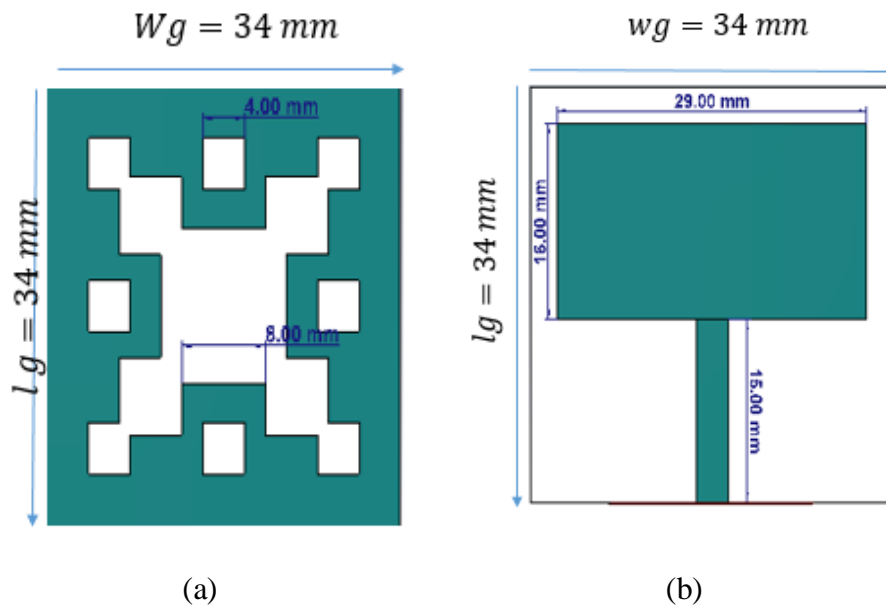 Wg = 34 mm
wg = 34 mm
4.00 mm
29.00 mm
lg = 34 mm
16.00 mm
lg = 34 mm
8.00 mm
15.00 mm
(a)
(b)